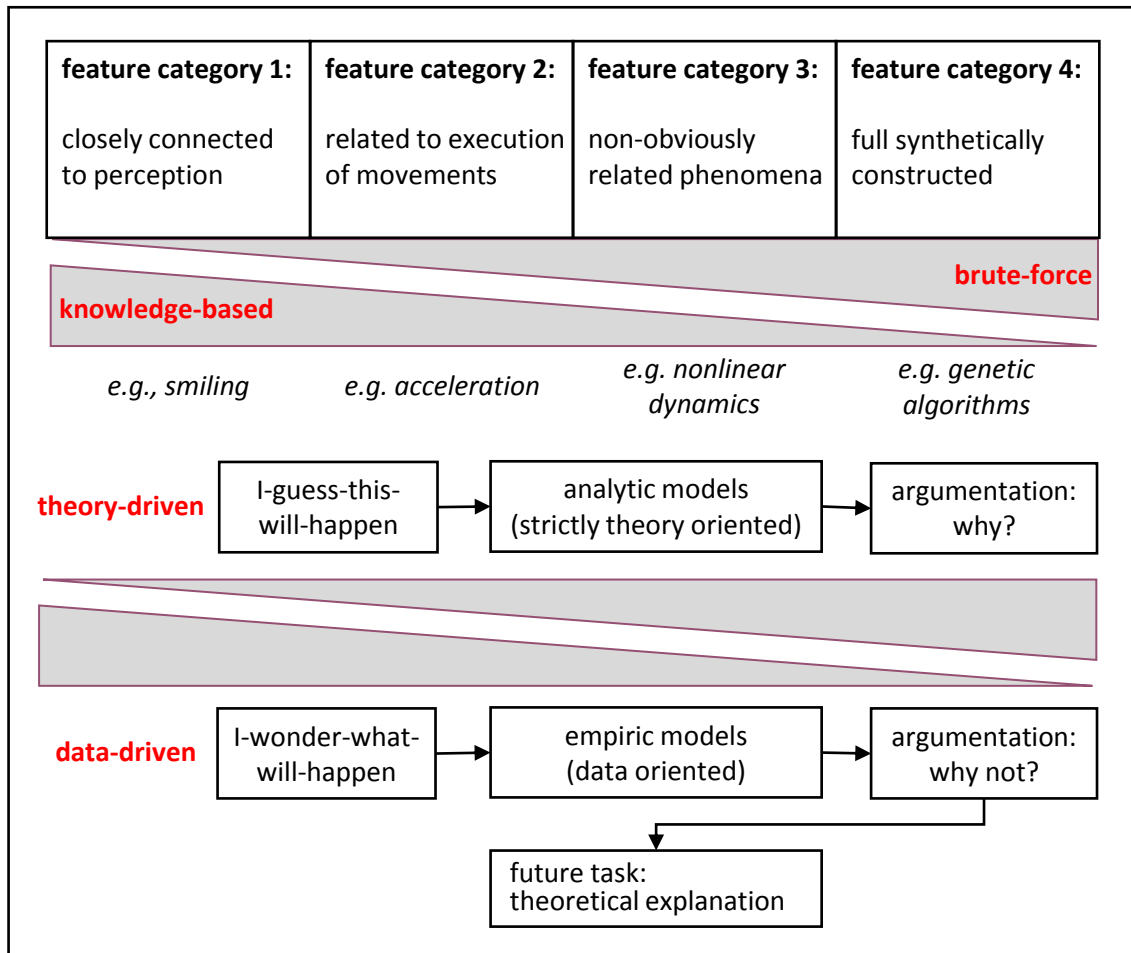 feature category 1:
closely connected
to perception
feature category 2:
related to execution
of movements
feature category 3:
non-obviously
related phenomena
feature category 4:
full synthetically
constructed
brute-force
knowledge-based
e.g., smiling
e.g. acceleration
e.g. nonlinear
dynamics
e.g. genetic
algorithms
theory-driven
I-guess-this-
will-happen
analytic models
(strictly theory oriented)
argumentation:
why?
data-driven
I-wonder-what-
will-happen
empiric models
(data oriented)
argumentation:
why not?
future task:
theoretical explanation